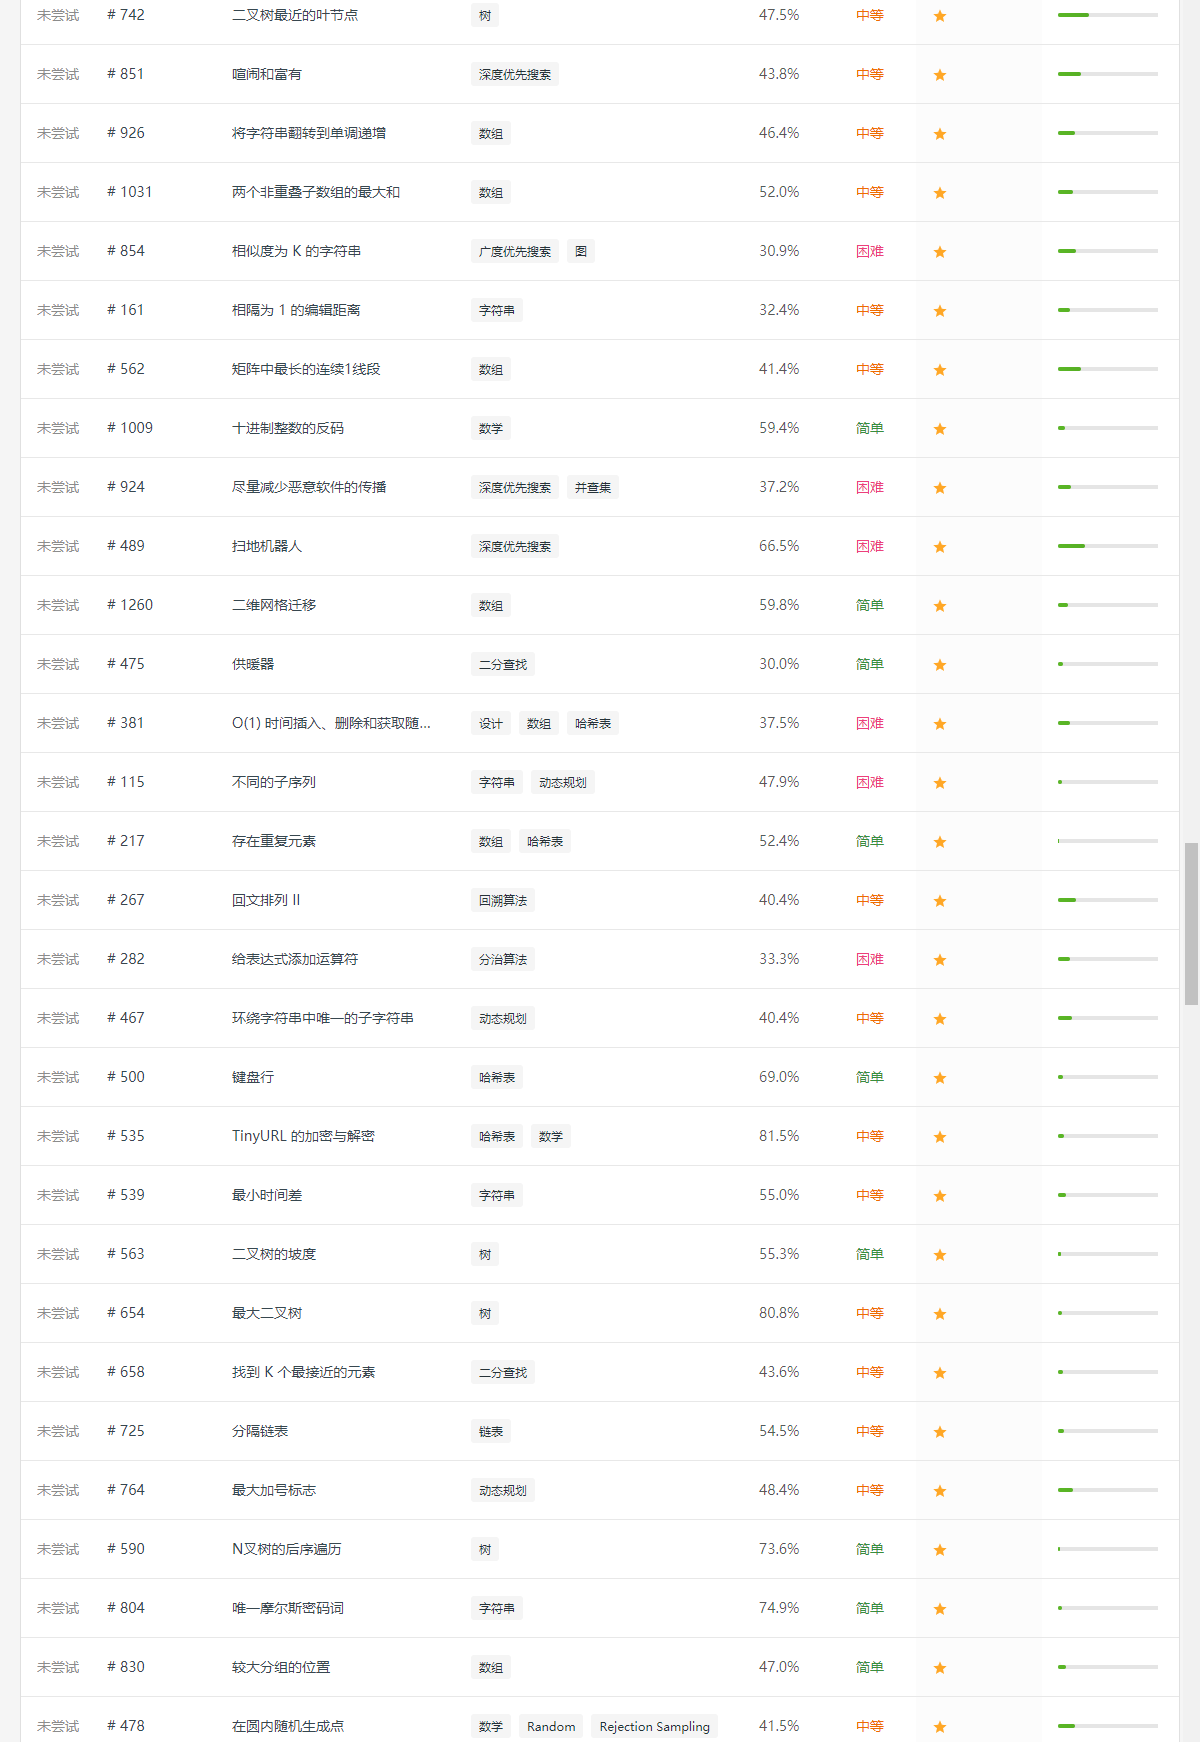 未尝试 # 742 二叉树最近的叶节点 树 47.5% 中等
未尝试 # 851 喧闹和富有 深度优先搜索 43.8% 中等
未尝试 # 926 将字符串翻转到单调递增 数组 46.4% 中等
未尝试 # 1031 两个非重叠子数组的最大和 数组 52.0% 中等
未尝试 # 854 相似度为 K 的字符串 广度优先搜索 图 30.9% 困难
未尝试 # 161 相隔为 1 的编辑距离 字符串 32.4% 中等
未尝试 # 562 矩阵中最长的连续1线段 数组 41.4% 中等
未尝试 # 1009 十进制整数的反码 数学 59.4% 简单
未尝试 # 924 尽量减少恶意软件的传播 深度优先搜索 并查集 37.2% 困难
未尝试 # 489 扫地机器人 深度优先搜索 66.5% 困难
未尝试 # 1260 二维网格迁移 数组 59.8% 简单
未尝试 # 475 供暖器 二分查找 30.0% 简单
未尝试 # 381 O(1) 时间插入、删除和获取随... 设计 数组 哈希表 37.5% 困难
未尝试 # 115 不同的子序列 字符串 动态规划 47.9% 困难
未尝试 # 217 存在重复元素 数组 哈希表 52.4% 简单
未尝试 # 267 回文排列 II 回溯算法 40.4% 中等
未尝试 # 282 给表达式添加运算符 分治算法 33.3% 困难
未尝试 # 467 环绕字符串中唯一的子字符串 动态规划 40.4% 中等
未尝试 # 500 键盘行 哈希表 69.0% 简单
未尝试 # 535 TinyURL 的加密与解密 哈希表 数学 81.5% 中等
未尝试 # 539 最小时间差 字符串 55.0% 中等
未尝试 # 563 二叉树的坡度 树 55.3% 简单
未尝试 # 654 最大二叉树 树 80.8% 中等
未尝试 # 658 找到 K 个最接近的元素 二分查找 43.6% 中等
未尝试 # 725 分隔链表 链表 54.5% 中等
未尝试 # 764 最大加号标志 动态规划 48.4% 中等
未尝试 # 590 N叉树的后序遍历 树 73.6% 简单
未尝试 # 804 唯一摩尔斯密码词 字符串 74.9% 简单
未尝试 # 830 较大分组的位置 数组 47.0% 简单
未尝试 # 478 在圆内随机生成点 数学 Random Rejection Sampling 41.5% 中等